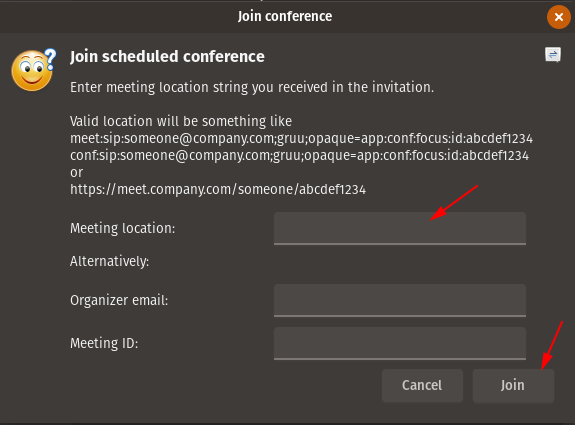 Join conference
Join scheduled conference
Enter meeting location string you received in the invitation.
Valid location will be something like
meet:sip:someone@company.com;gruu;opaque=app:conf:focus:id:abcdef1234
conf:sip:someone@company.com;gruu;opaque=app:conf:focus:id:abcdef1234
or
https://meet.company.com/someone/abcdef1234
Meeting location:
Alternatively:
Organizer email:
Meeting ID:
Cancel Join